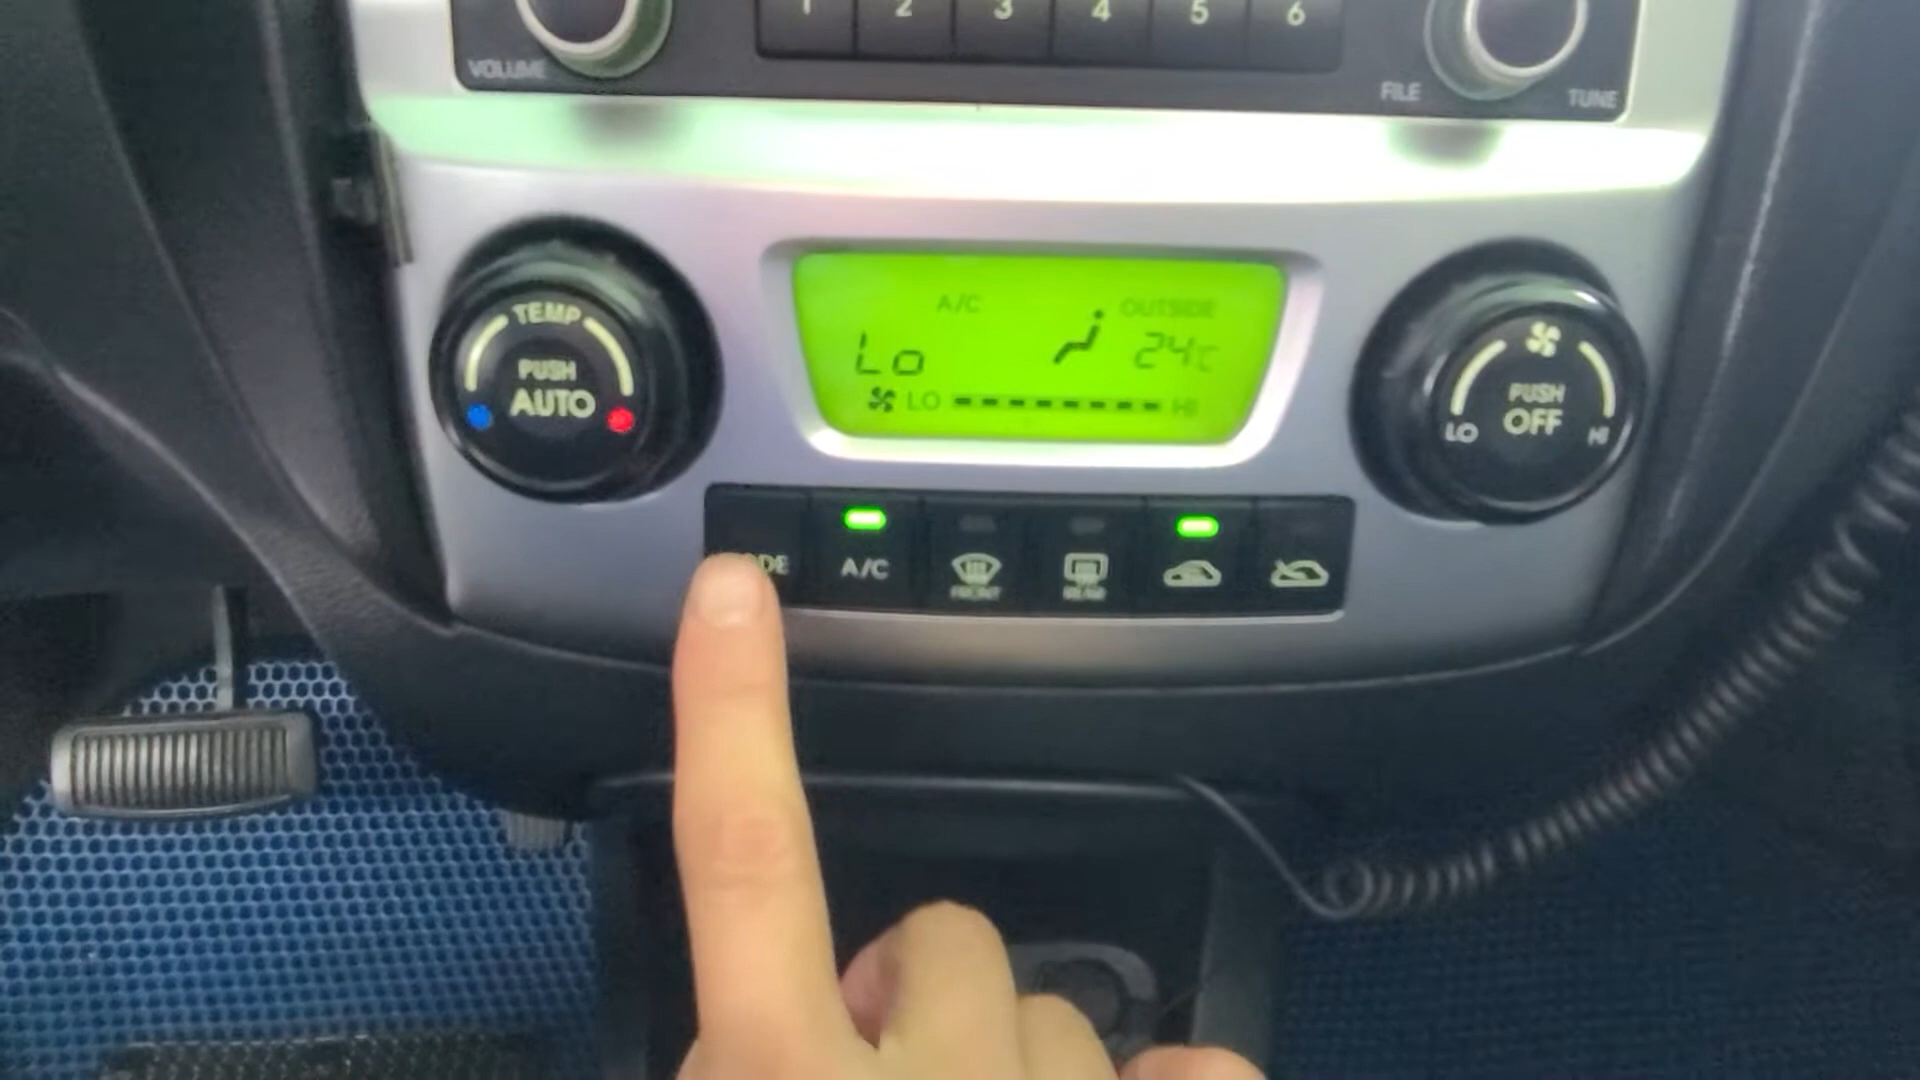 1 2 3 4 5 6
VOLUME
FILE
TUNE
TEMP
PUSH
AUTO
A/C
OUTSIDE
Lo
24℃
LO
HI
PUSH
OFF
LO
HI
A/C
FRONT
REAR